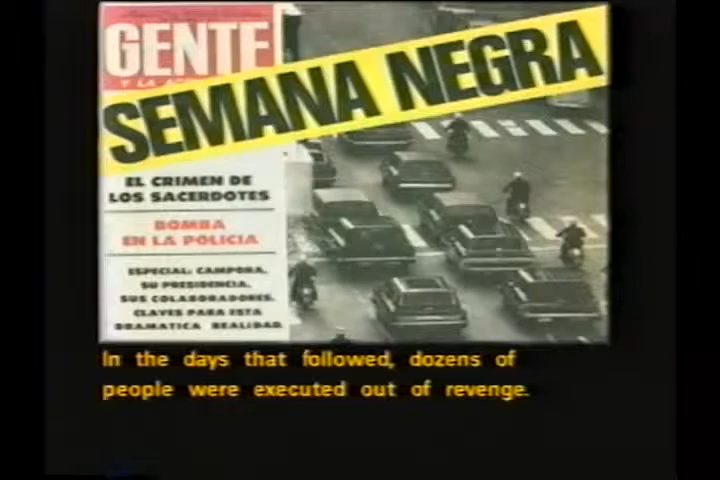 GENTE
SEMANA NEGRA
EL CRIMEN DE
LOS SACERDOTES
BOMBA
EN LA POLICIA
ESPECIAL: CAMPORA,
SU PRESIDENCIA,
SUS COLABORADORES.
CLAVES PARA ESTA
DRAMATICA REALIDAD
In the days that followed, dozens of
people were executed out of revenge.